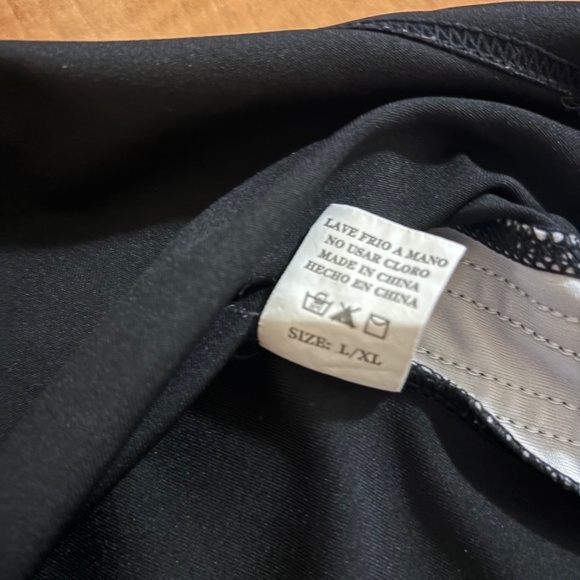 LAVE FRIO A MANO
NO USAR CLORO
MADE IN CHINA
HECHO EN CHINA
SIZE: L/XL